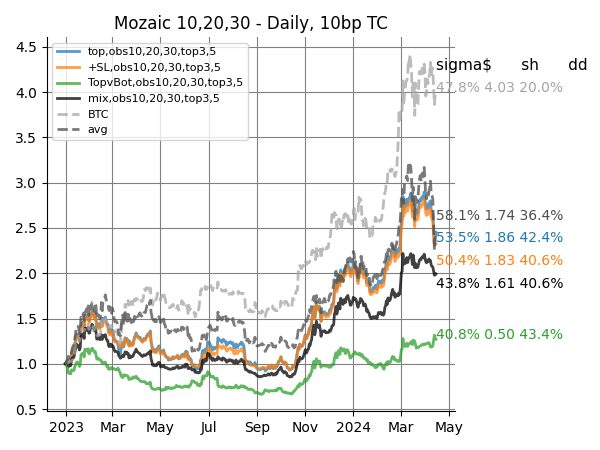 Mozaic 10,20,30 - Daily, 10bp TC
top,obs10,20,30,top3,5
+SL,obs10,20,30,top3,5
TopvBot,obs10,20,30,top3,5
mix,obs10,20,30,top3,5
BTC
avg
sigma$ sh dd
47.8% 4.03 20.0%
58.1% 1.74 36.4%
53.5% 1.86 42.4%
50.4% 1.83 40.6%
43.8% 1.61 40.6%
40.8% 0.50 43.4%
4.5
4.0
3.5
3.0
2.5
2.0
1.5
1.0
0.5
2023 Mar May Jul Sep Nov 2024 Mar May